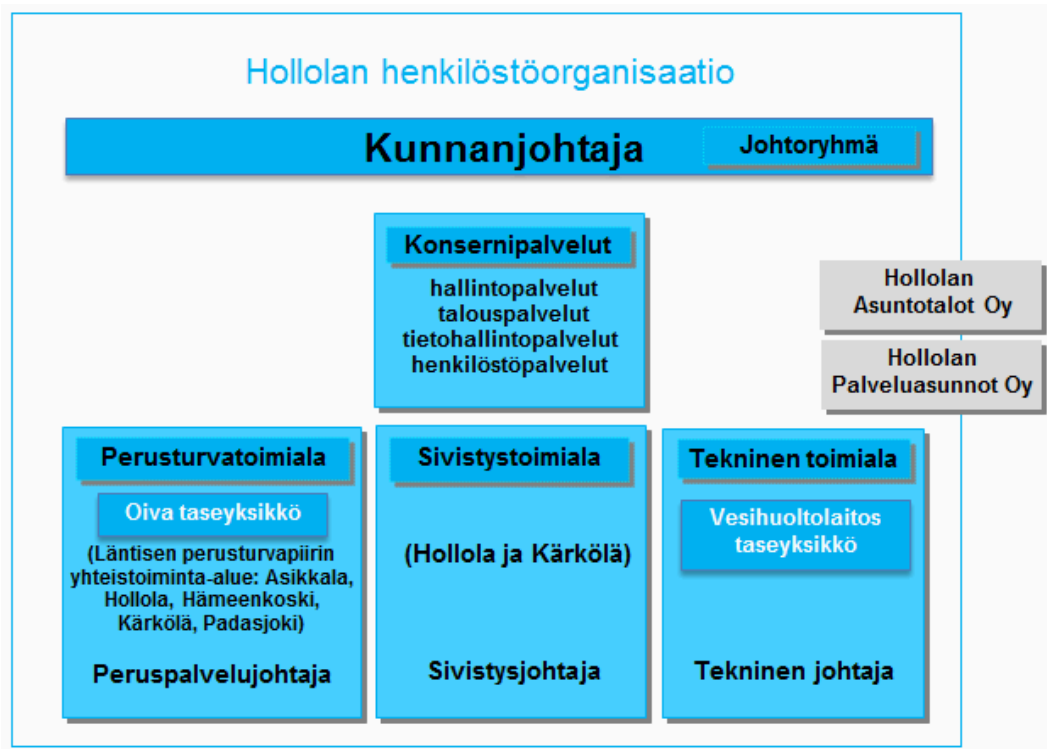 Hollolan henkilöstöorganisaatio
Kunnanjohtaja
Johtoryhmä
Konsernipalvelut
hallintopalvelut
talouspalvelut
tietohallintopalvelut
henkilöstöpalvelut
Hollolan
Asuntotalot Oy
Hollolan
Palveluasunnot Oy
Perusturvatoimiala
Oiva taseyksikkö
(Läntisen perusturvapiirin
yhteistoiminta-alue: Asikkala,
Hollola, Hämeenkoski,
Kärkölä, Padasjoki)
Peruspalvelujohtaja
Sivistystoimiala
(Hollola ja Kärkölä)
Sivistysjohtaja
Tekninen toimiala
Vesihuoltolaitos
taseyksikkö
Tekninen johtaja